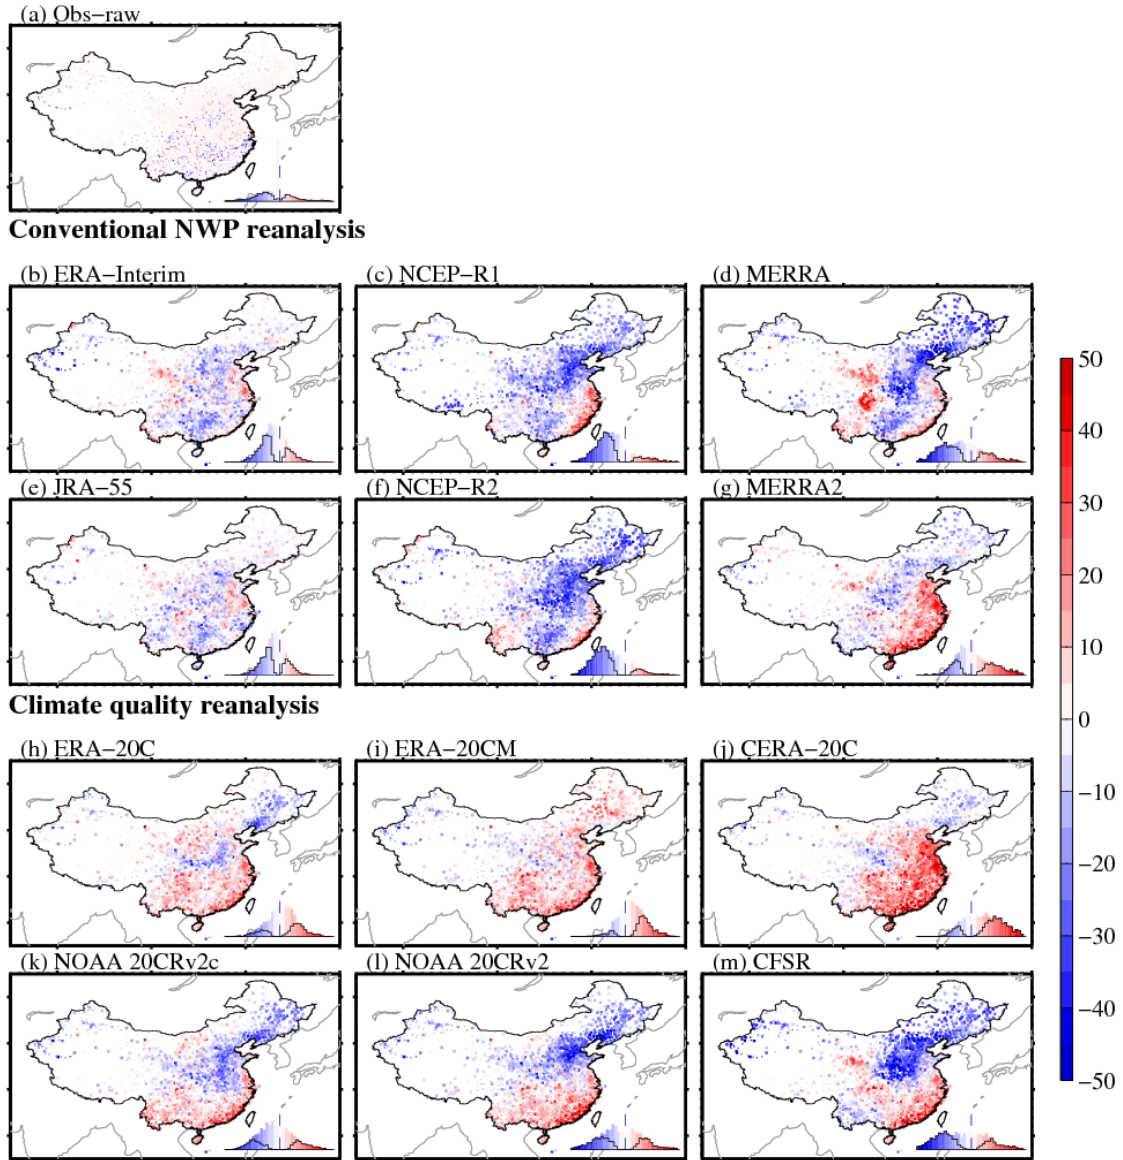 (a) Obs−raw
Conventional NWP reanalysis
(b) ERA−Interim
(c) NCEP−R1
(d) MERRA
(e) JRA−55
(f) NCEP−R2
(g) MERRA2
Climate quality reanalysis
(h) ERA−20C
(i) ERA−20CM
(j) CERA−20C
(k) NOAA 20CRv2c
(l) NOAA 20CRv2
(m) CFSR
50
40
30
20
10
0
−10
−20
−30
−40
−50